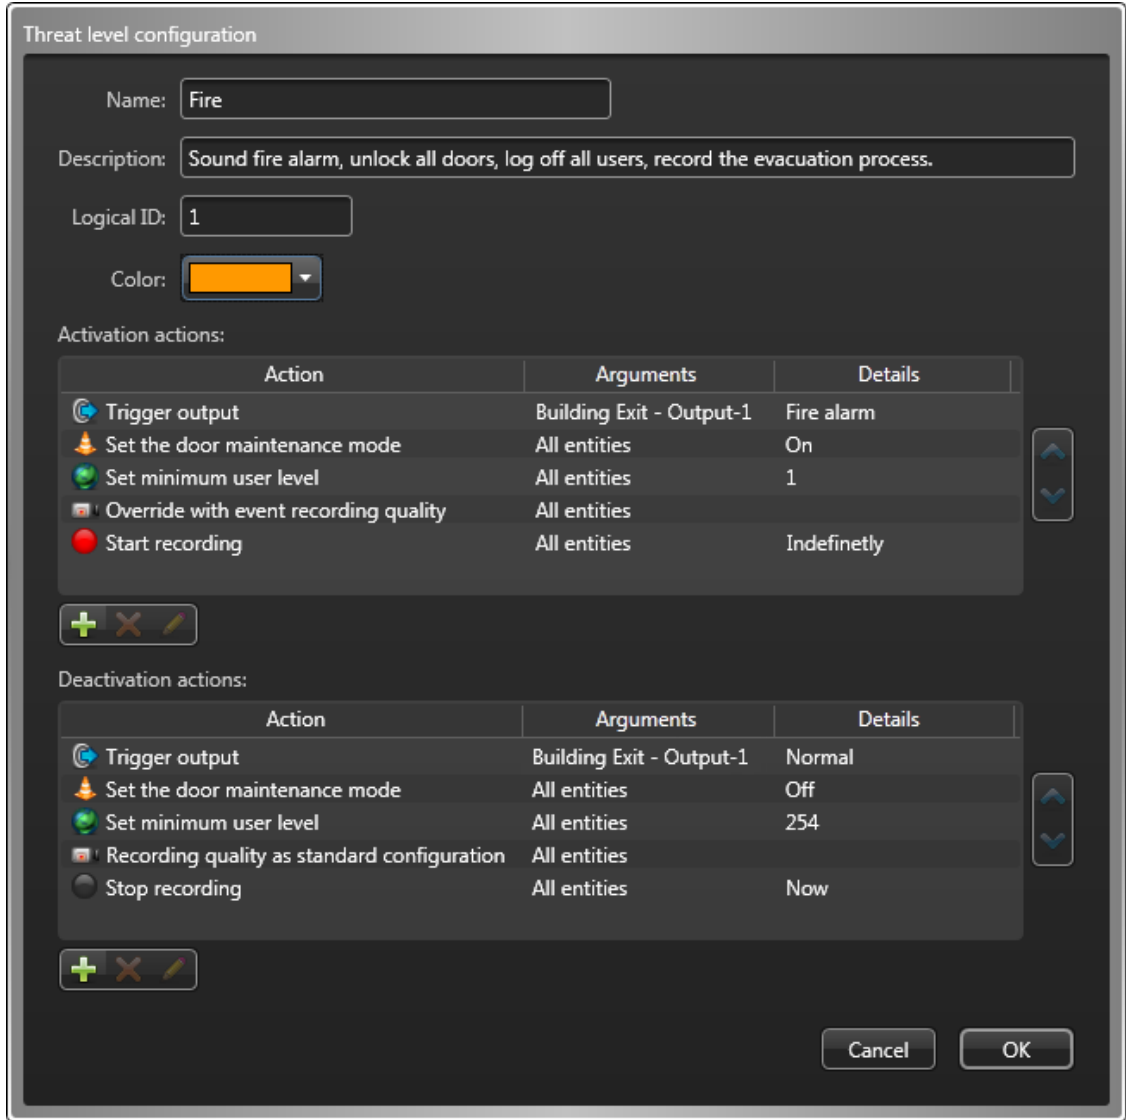 Threat level configuration
Name: Fire
Description: Sound fire alarm, unlock all doors, log off all users, record the evacuation process.
Logical ID: 1
Color:
Activation actions:
Action Arguments Details
Trigger output Building Exit - Output-1 Fire alarm
Set the door maintenance mode All entities On
Set minimum user level All entities 1
Override with event recording quality All entities
Start recording All entities Indefinetly
Deactivation actions:
Action Arguments Details
Trigger output Building Exit - Output-1 Normal
Set the door maintenance mode All entities Off
Set minimum user level All entities 254
Recording quality as standard configuration All entities
Stop recording All entities Now
Cancel OK